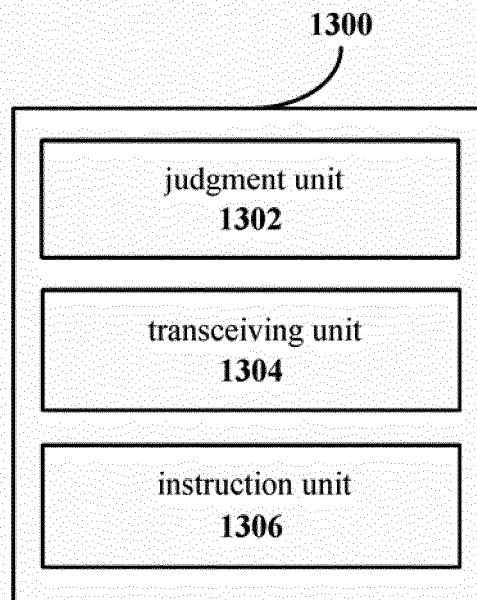 1300
judgment unit
1302
transceiving unit
1304
instruction unit
1306